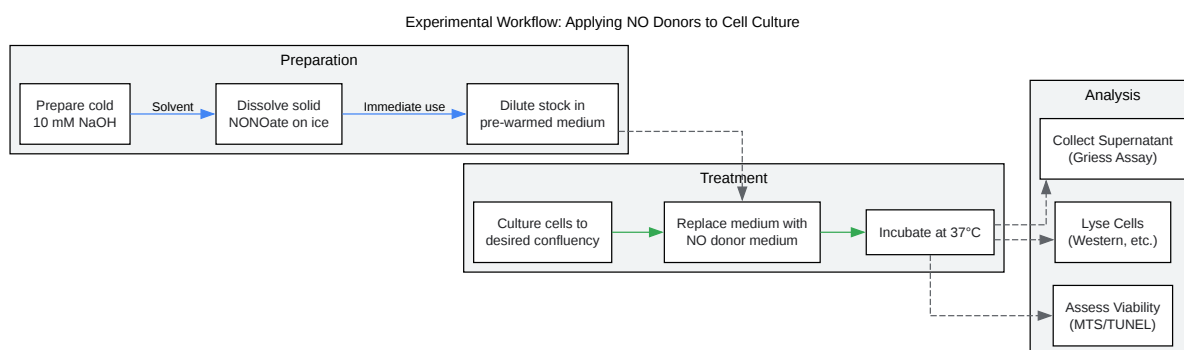 Experimental Workflow: Applying NO Donors to Cell Culture
Preparation
Prepare cold
10 mM NaOH
Solvent
Dissolve solid
NONOate on ice
Immediate use
Dilute stock in
pre-warmed medium
Treatment
Culture cells to
desired confluency
Replace medium with
NO donor medium
Incubate at 37°C
Analysis
Collect Supernatant
(Griess Assay)
Lyse Cells
(Western, etc.)
Assess Viability
(MTS/TUNEL)